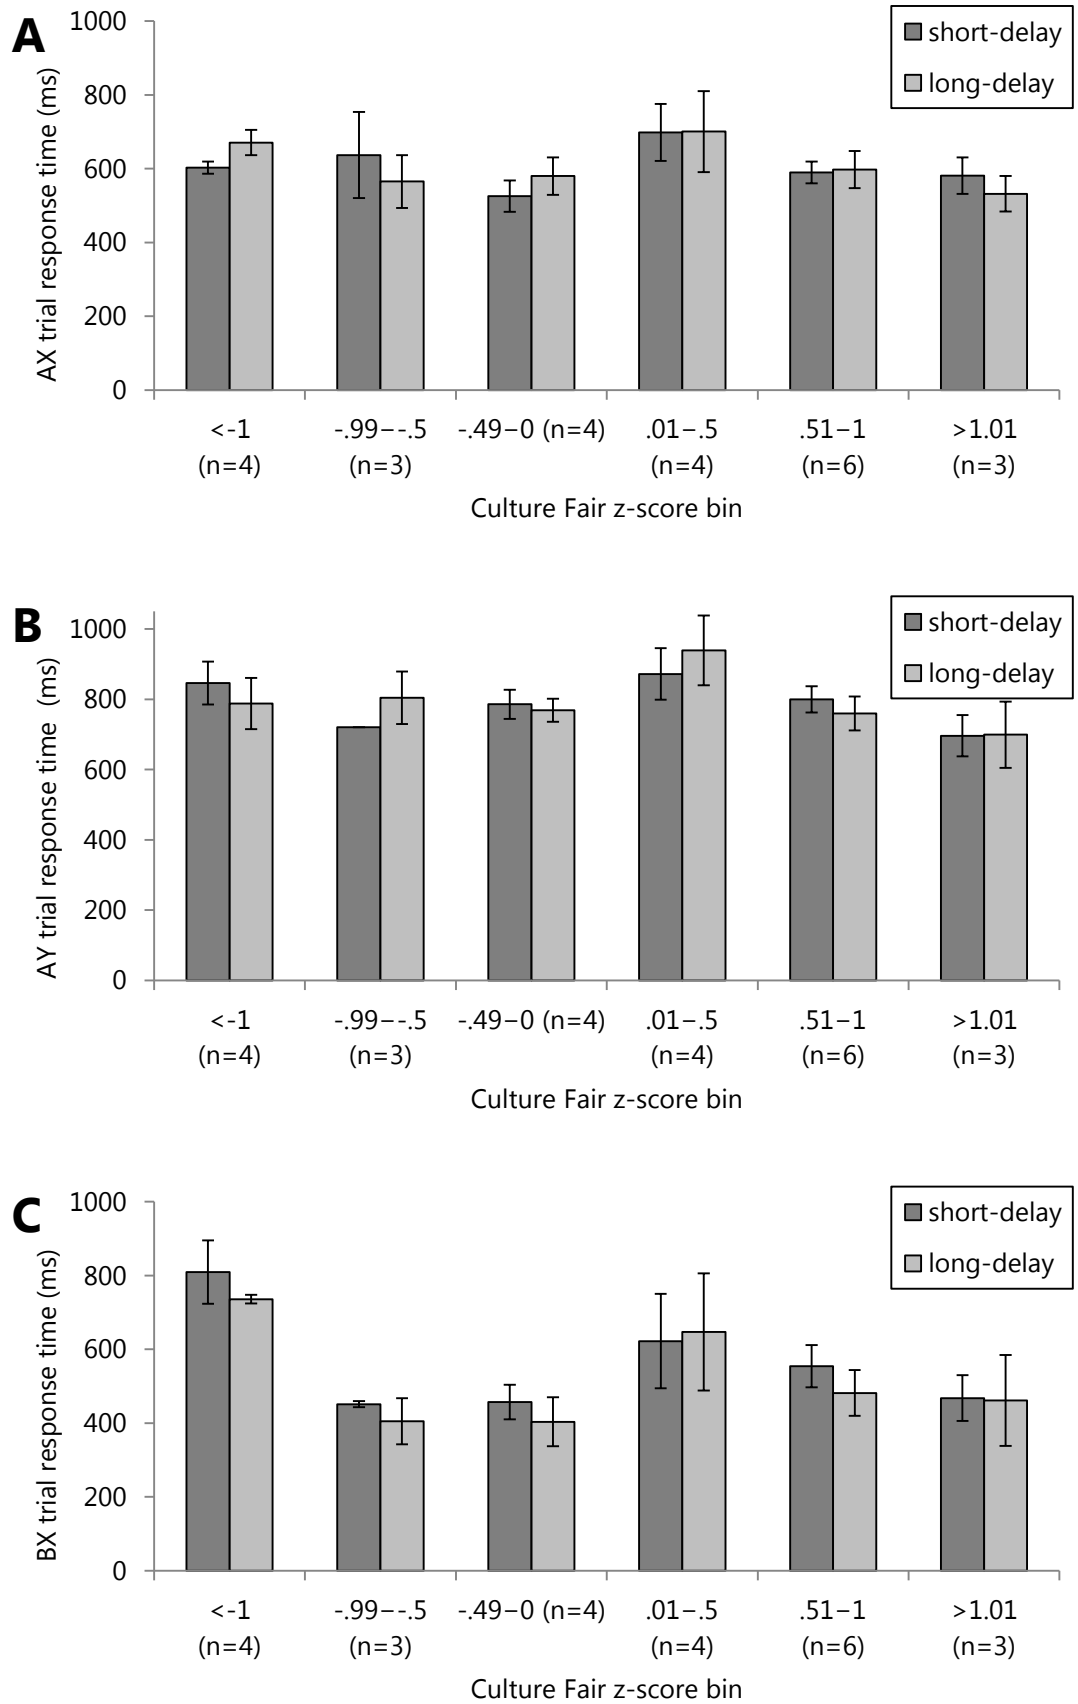 A
AX trial response time (ms)
1000
800
600
400
200
0
short-delay
long-delay
<-1
(n=4)
-.99–-.5
(n=3)
-.49–0 (n=4)
.01–.5
(n=4)
.51–1
(n=6)
>1.01
(n=3)
Culture Fair z-score bin
B
AY trial response time (ms)
1000
800
600
400
200
0
short-delay
long-delay
<-1
(n=4)
-.99–-.5
(n=3)
-.49–0 (n=4)
.01–.5
(n=4)
.51–1
(n=6)
>1.01
(n=3)
Culture Fair z-score bin
C
BX trial response time (ms)
1000
800
600
400
200
0
short-delay
long-delay
<-1
(n=4)
-.99–-.5
(n=3)
-.49–0 (n=4)
.01–.5
(n=4)
.51–1
(n=6)
>1.01
(n=3)
Culture Fair z-score bin